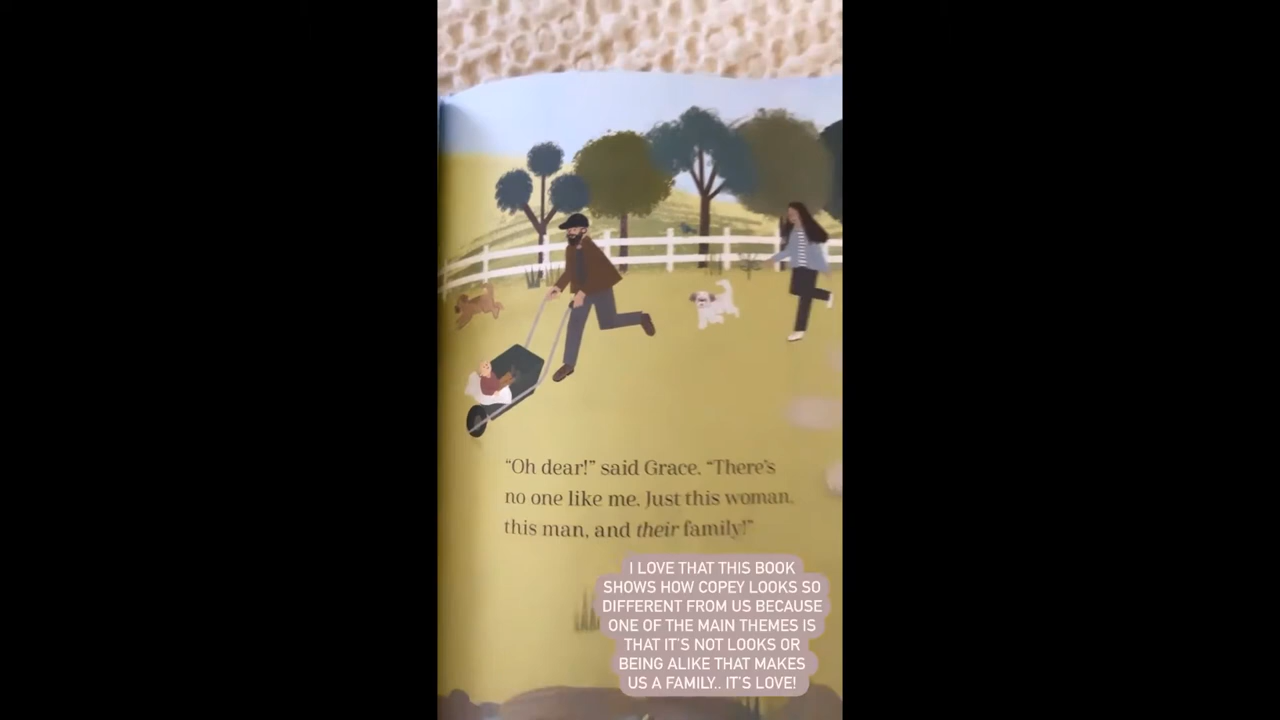 “Oh dear!” said Grace. “There’s
no one like me. Just this woman,
this man, and their family!”
I LOVE THAT THIS BOOK
SHOWS HOW COPEY LOOKS SO
DIFFERENT FROM US BECAUSE
ONE OF THE MAIN THEMES IS
THAT IT'S NOT LOOKS OR
BEING ALIKE THAT MAKES
US A FAMILY.. IT'S LOVE!